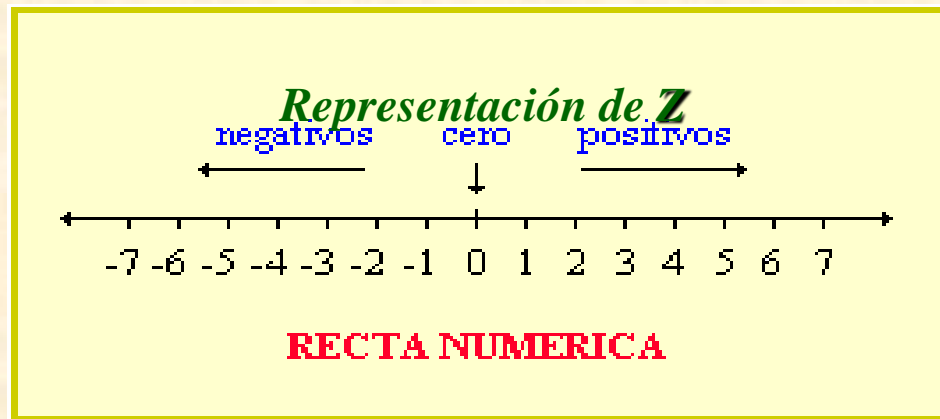 Representación de Z
negativos cero positivos
-7 -6 -5 -4 -3 -2 -1 0 1 2 3 4 5 6 7
RECTA NUMERICA